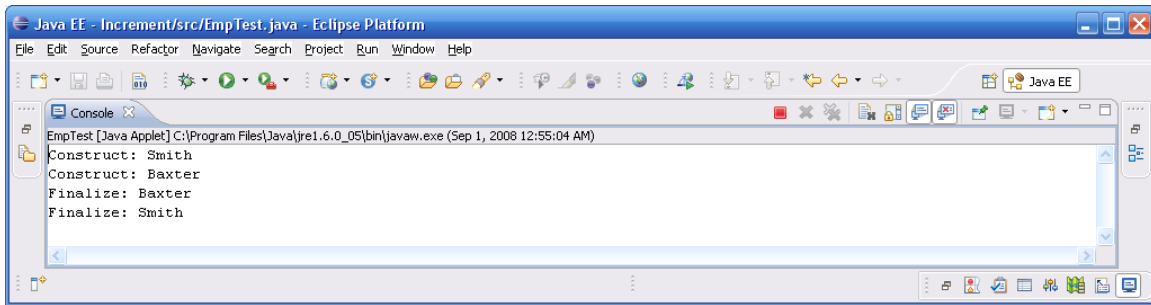 Java EE - Increment/src/EmpTest.java - Eclipse Platform
File Edit Source Refactor Navigate Search Project Run Window Help
Java EE
Console
EmpTest [Java Applet] C:\Program Files\Java\jre1.6.0_05\bin\javaw.exe (Sep 1, 2008 12:55:04 AM)
Construct: Smith
Construct: Baxter
Finalize: Baxter
Finalize: Smith